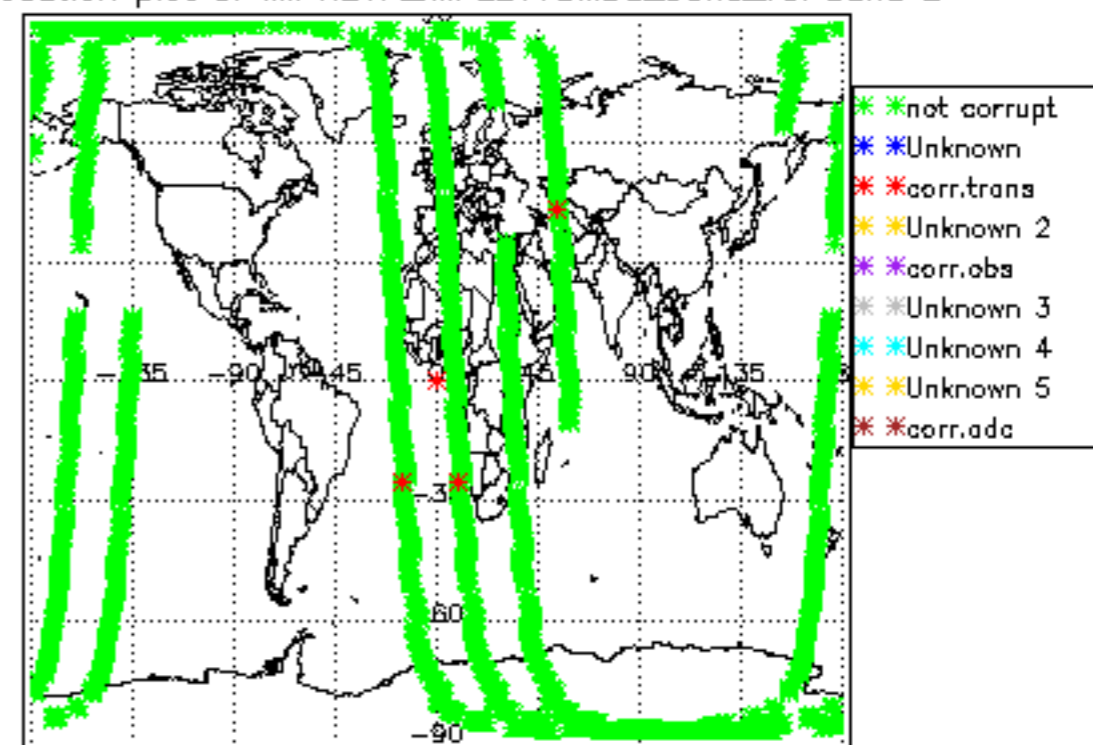 not corrupt
Unknown
corr.trans
Unknown 2
corr.obs
Unknown 3
-135 -90 45 45 90 135
Unknown 4
Unknown 5
corr.adc
-3
60
-90